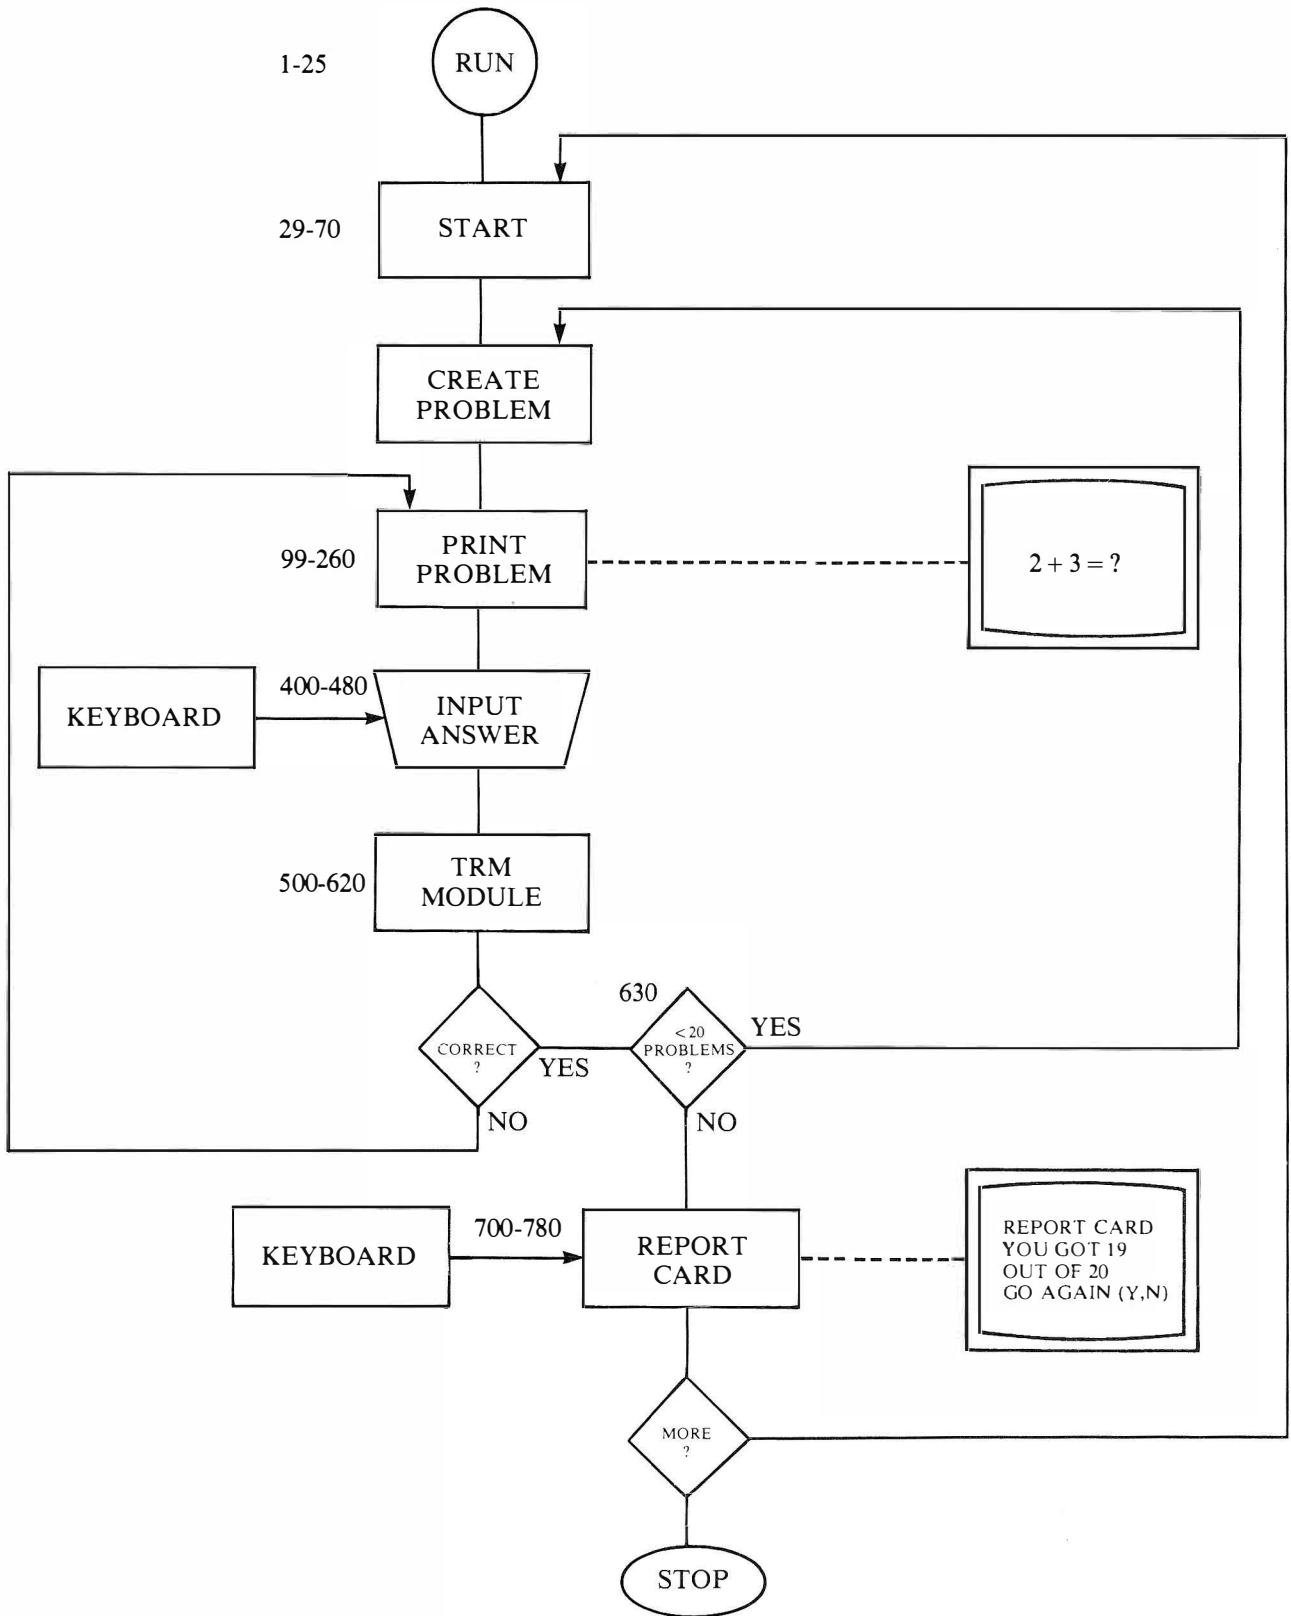 1-25
RUN
29-70
START
CREATE
PROBLEM
99-260
PRINT
PROBLEM
2 + 3 = ?
KEYBOARD
400-480
INPUT
ANSWER
500-620
TRM
MODULE
CORRECT
?
YES
NO
630
<20
PROBLEMS
?
YES
NO
KEYBOARD
700-780
REPORT
CARD
REPORT CARD
YOU GOT 19
OUT OF 20
GO AGAIN (Y,N)
MORE
?
STOP